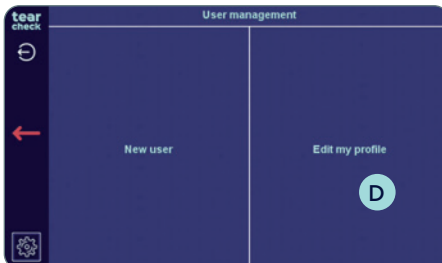 tear
check
User management
New user
Edit my profile
D